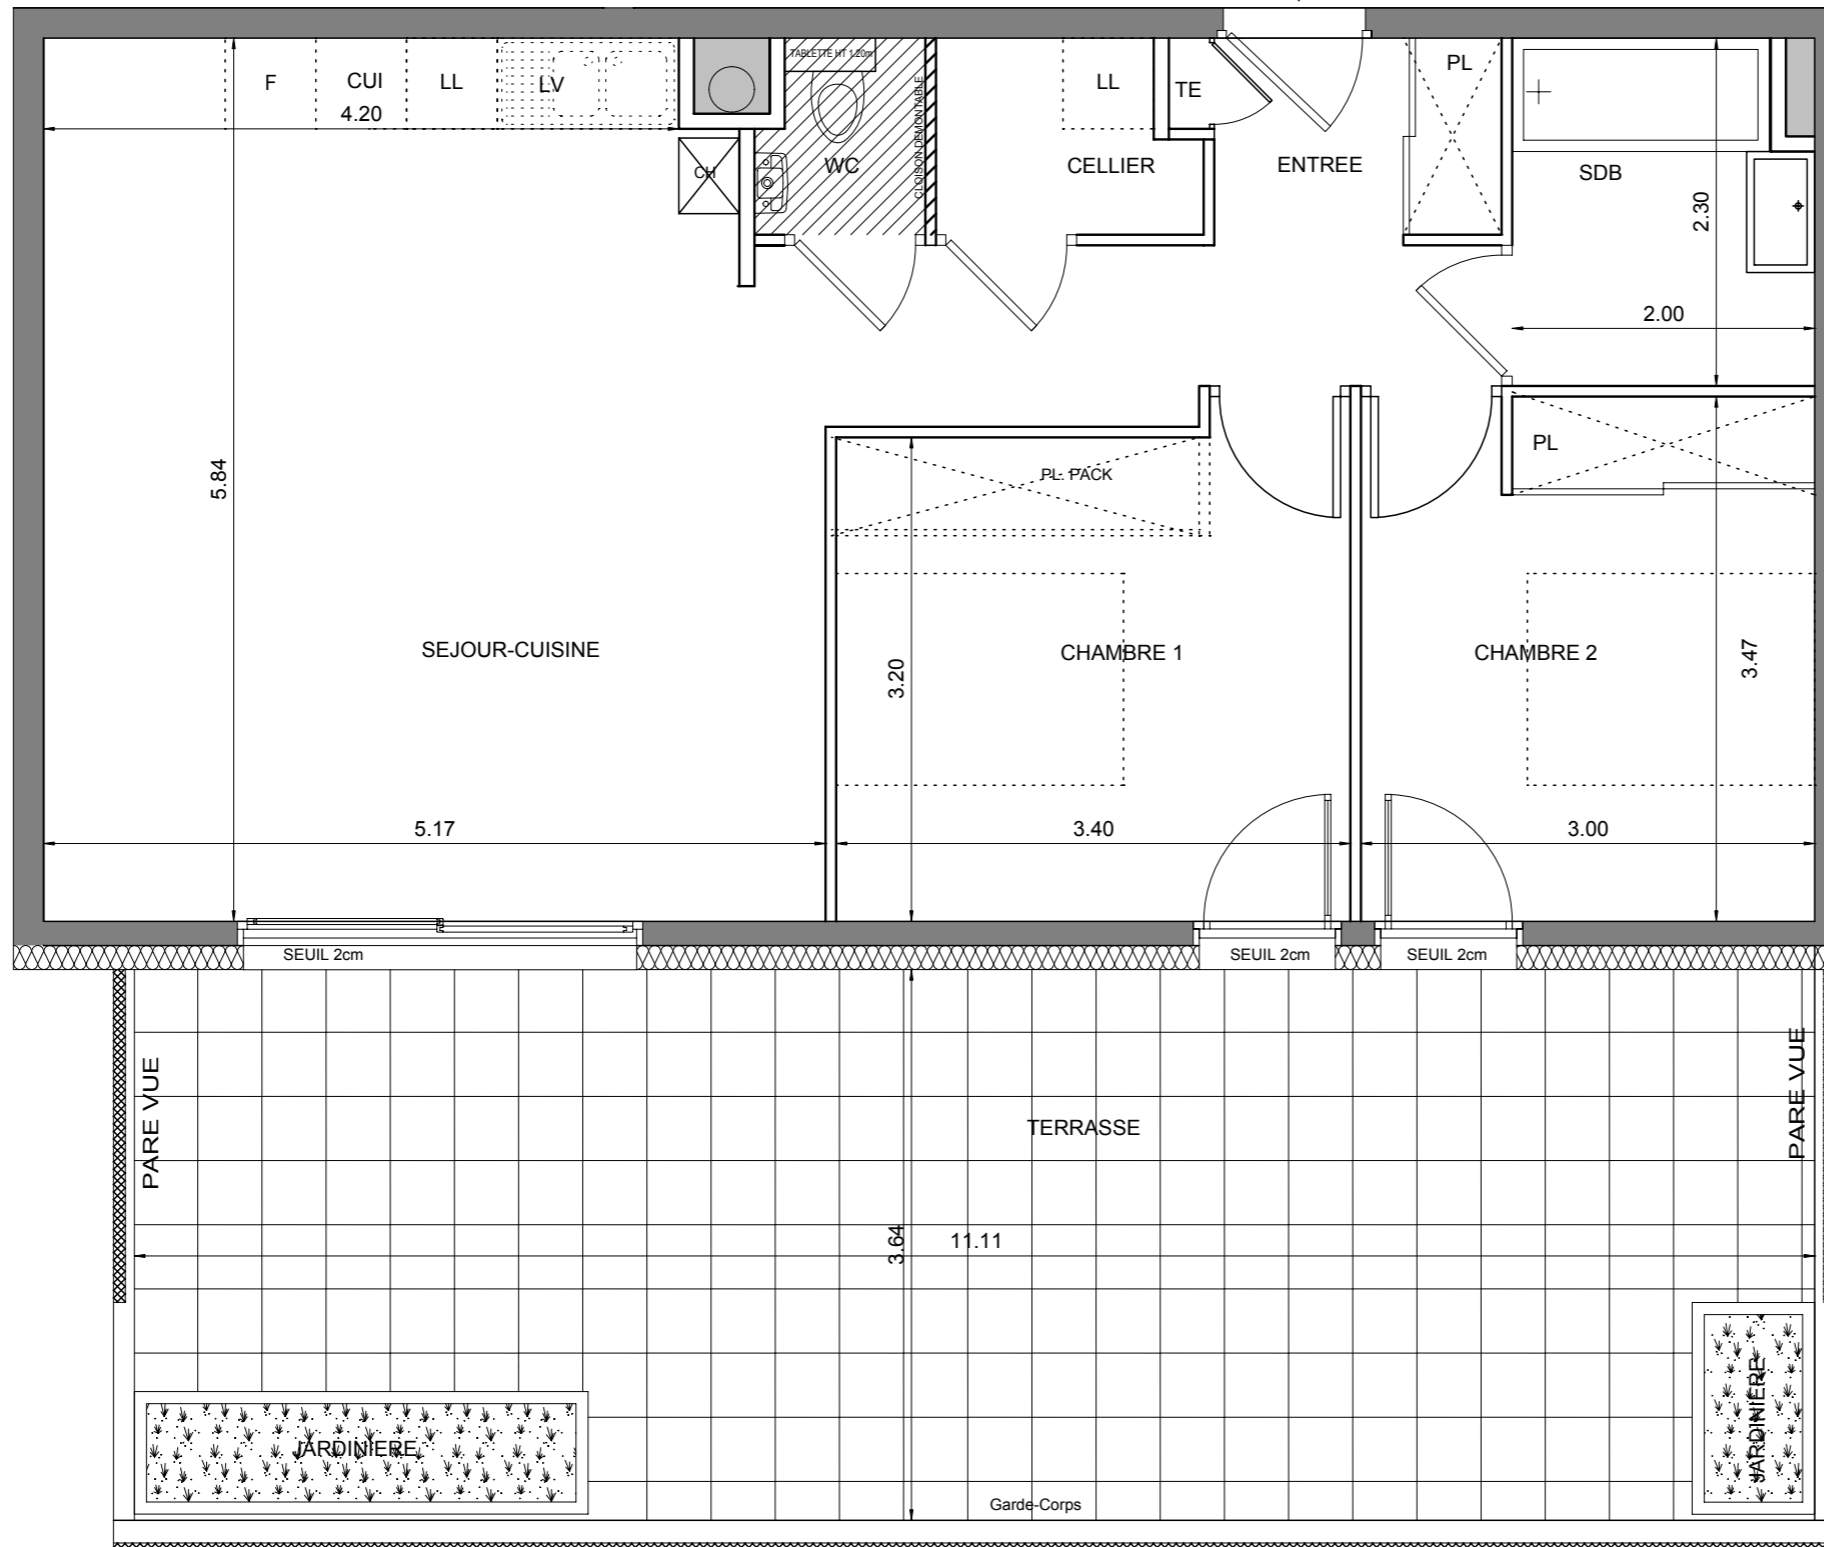 TABLETTE HT 1.20m
F
CUI
LL
LV
LL
TE
PL
4.20
CH
WC
CLOISON DEMONTABLE
CELLIER
ENTREE
SDB
2.30
2.00
5.84
PL. PACK
PL
SEJOUR-CUISINE
CHAMBRE 1
CHAMBRE 2
3.20
3.47
5.17
3.40
3.00
SEUIL 2cm
SEUIL 2cm
SEUIL 2cm
PARE VUE
PARE VUE
TERRASSE
3.64
11.11
JARDINIERE
JARDINIERE
Garde-Corps